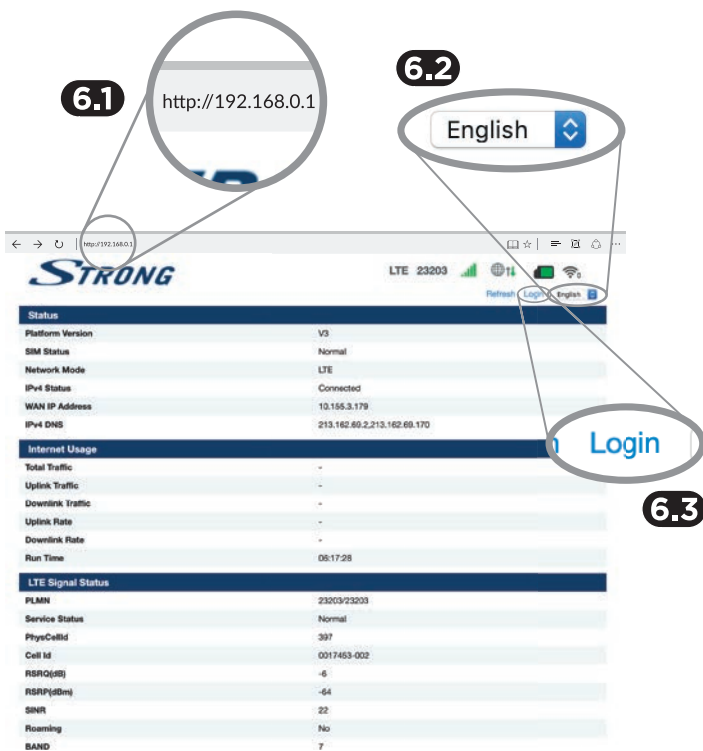 6.1
http://192.168.0.1
6.2
English
http://192.168.0.1
STRONG
LTE 23203
Refresh Login English
Status
Platform Version V3
SIM Status Normal
Network Mode LTE
IPv4 Status Connected
WAN IP Address 10.155.3.179
IPv4 DNS 213.162.69.2,213.162.69.170
Internet Usage
Login
6.3
Total Traffic -
Uplink Traffic -
Downlink Traffic -
Uplink Rate -
Downlink Rate -
Run Time 06:17:28
LTE Signal Status
PLMN 23203/23203
Service Status Normal
PhysCellId 397
Cell Id 0017453-002
RSRQ(dB) -6
RSRP(dBm) -64
SINR 22
Roaming No
BAND 7